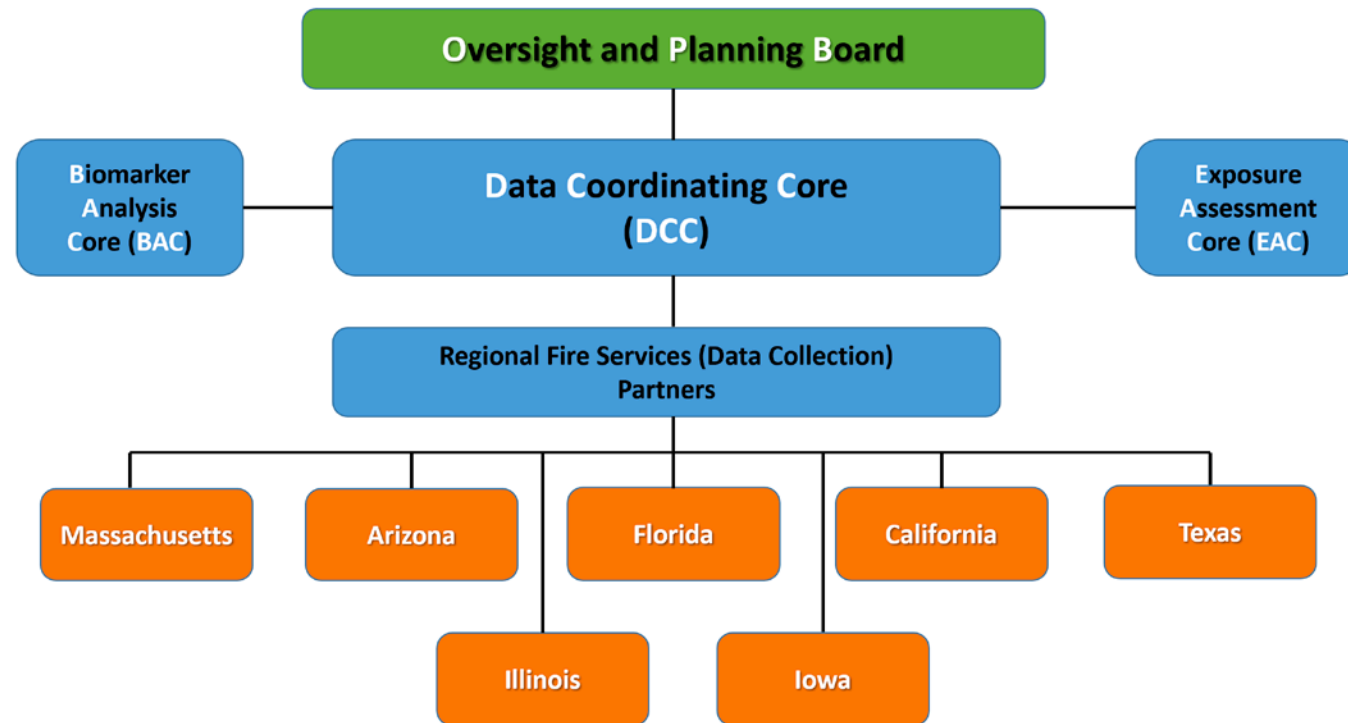 Oversight and Planning Board
Biomarker
Analysis
Core (BAC)
Data Coordinating Core
(DCC)
Exposure
Assessment
Core (EAC)
Regional Fire Services (Data Collection)
Partners
Massachusetts
Arizona
Florida
California
Texas
Illinois
Iowa